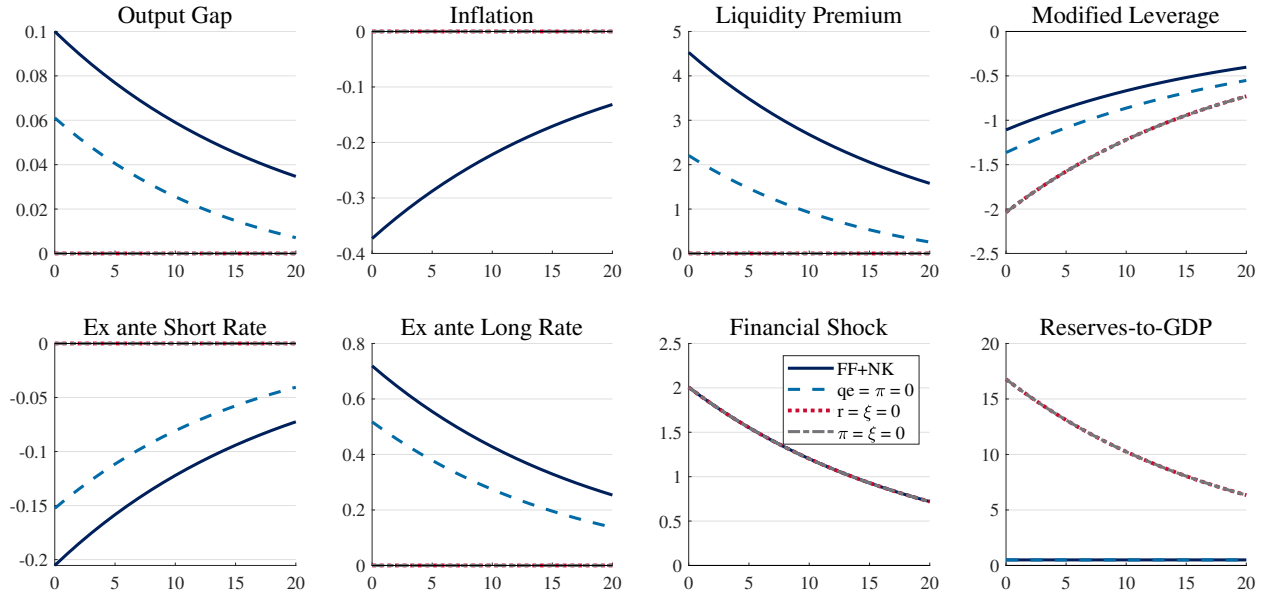 Output Gap
0.1
0.08
0.06
0.04
0.02
0
0 5 10 15 20
Inflation
0
-0.1
-0.2
-0.3
-0.4
0 5 10 15 20
Liquidity Premium
5
4
3
2
1
0
0 5 10 15 20
Modified Leverage
0
-0.5
-1
-1.5
-2
-2.5
0 5 10 15 20
Ex ante Short Rate
0
-0.05
-0.1
-0.15
-0.2
0 5 10 15 20
Ex ante Long Rate
0.8
0.6
0.4
0.2
0
0 5 10 15 20
Financial Shock
2.5
2
1.5
1
0.5
0
0 5 10 15 20
FF+NK
qe = π = 0
r = ξ = 0
π = ξ = 0
Reserves-to-GDP
20
15
10
5
0
0 5 10 15 20